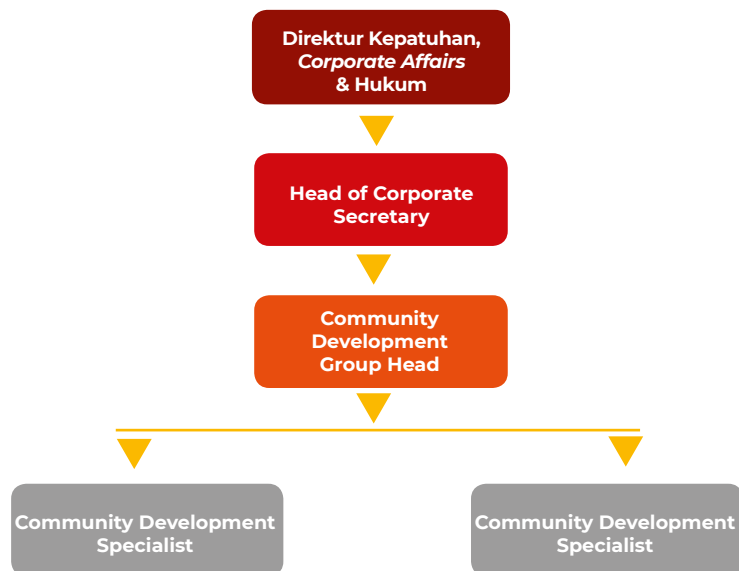 Direktur Kepatuhan,
Corporate Affairs
& Hukum
Head of Corporate
Secretary
Community
Development
Group Head
Community Development
Specialist
Community Development
Specialist